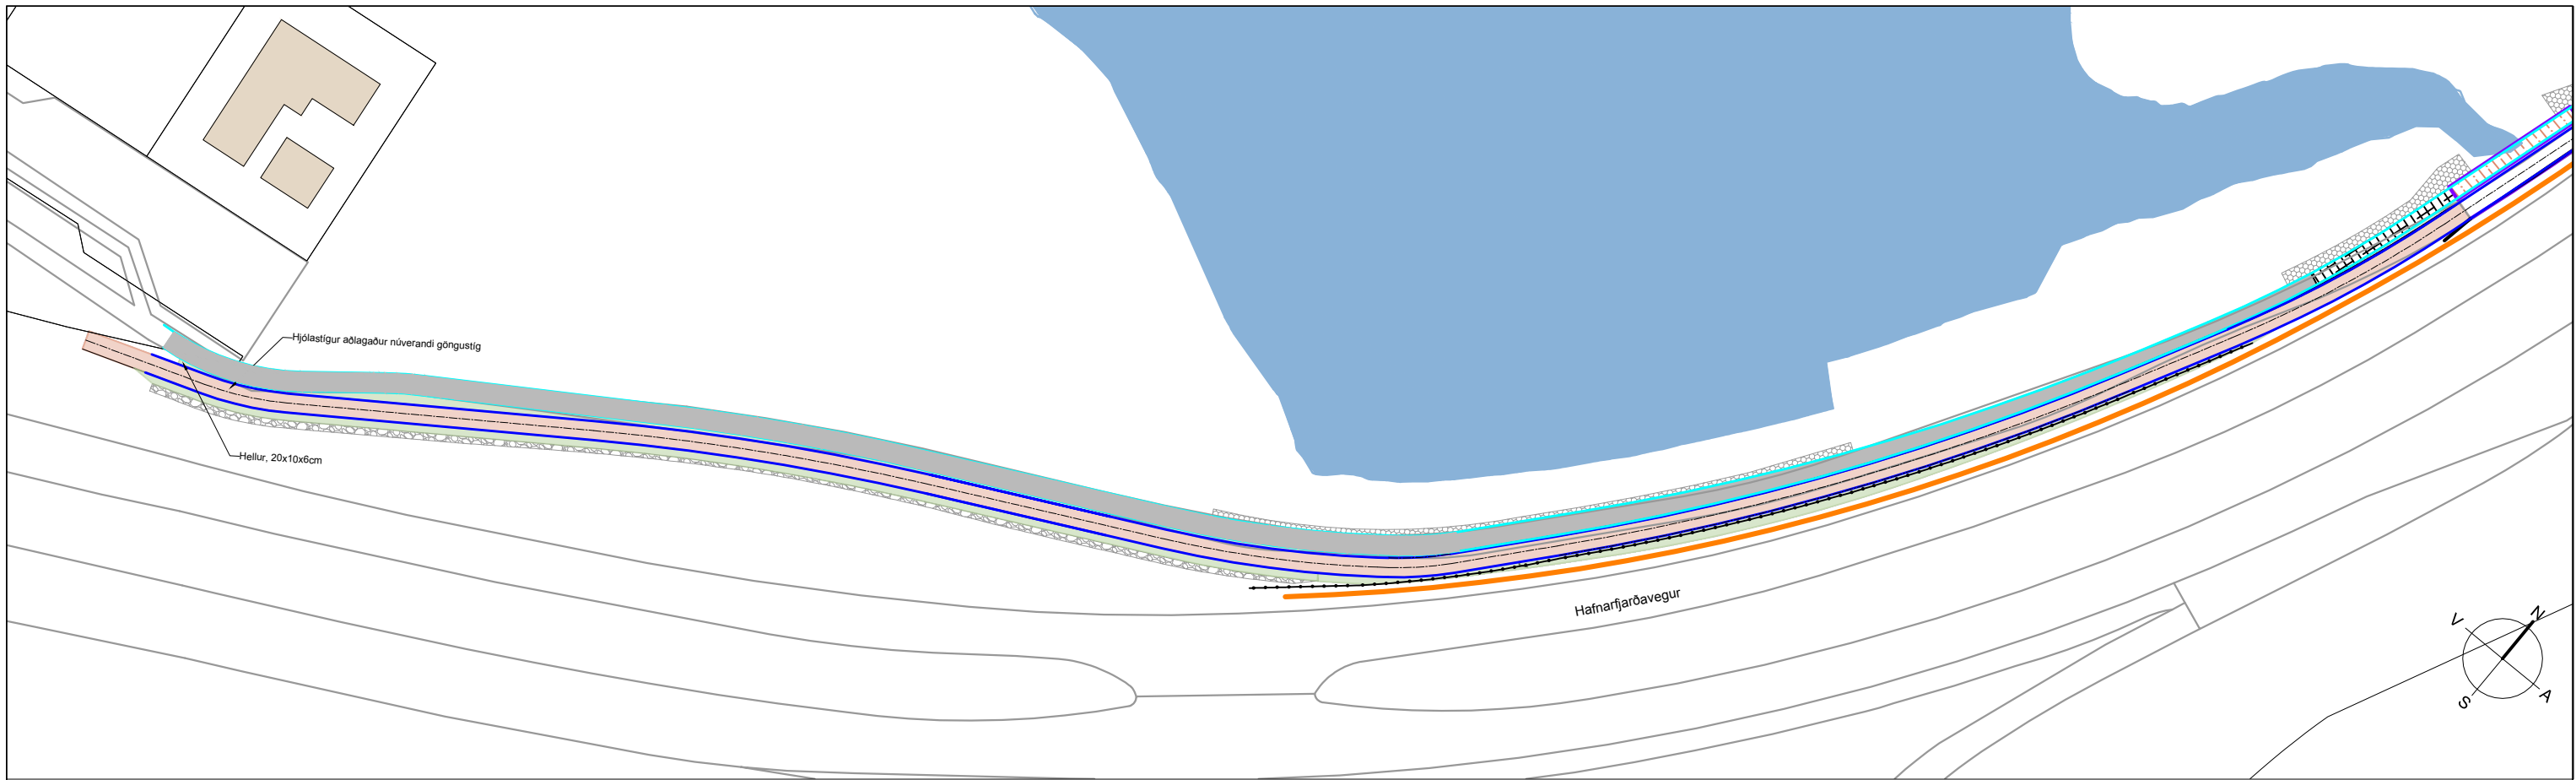 Hjólastígur aðlagaður núverandi göngustíg
Hellur, 20x10x6cm
Hafnarfjarðavegur
V
N
S
A